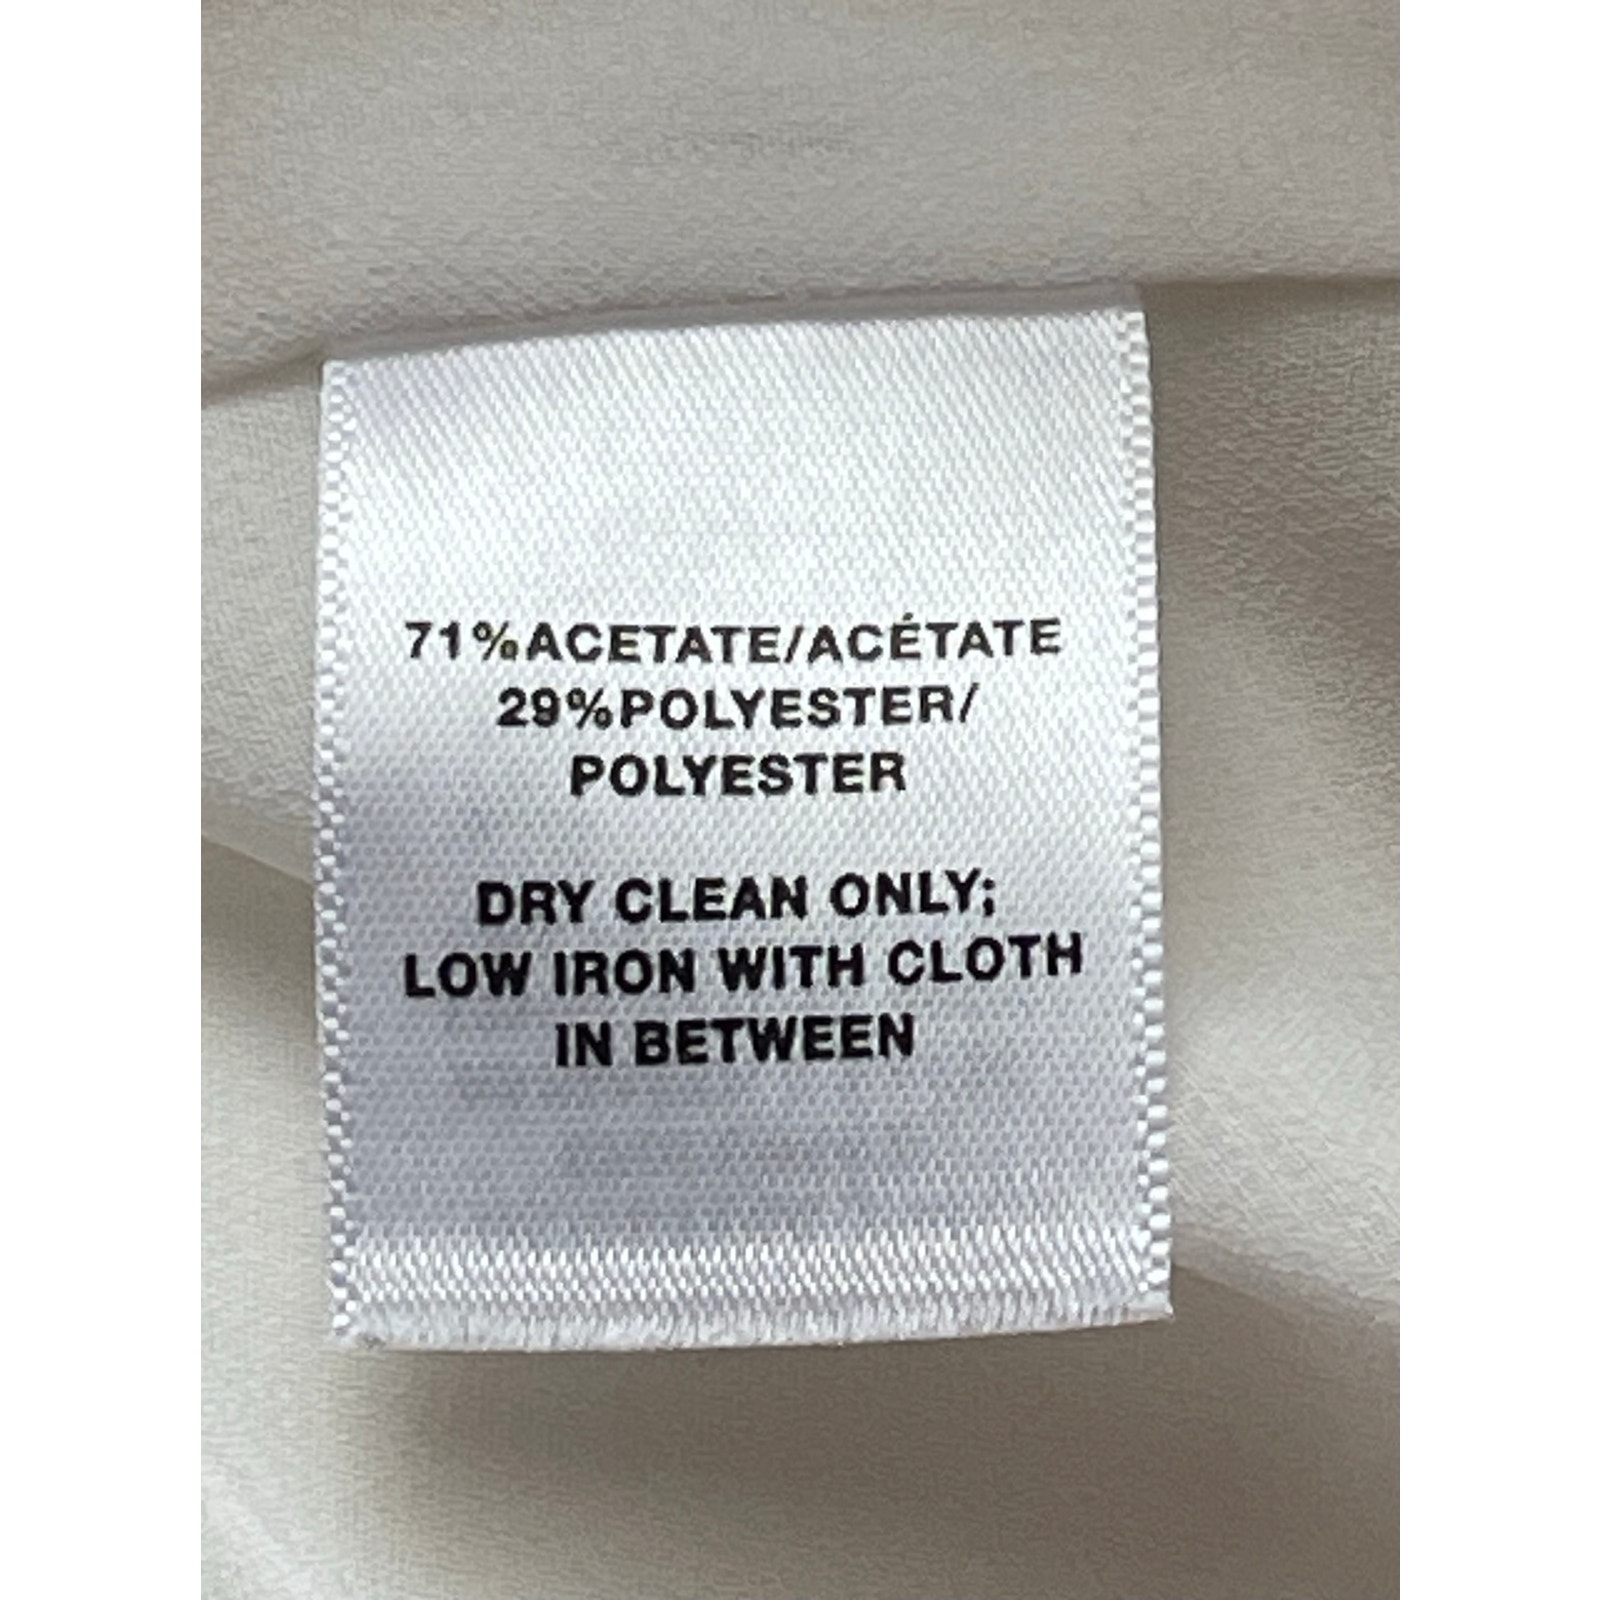 71%ACETATE/ACÉTATE
29%POLYESTER/
POLYESTER
DRY CLEAN ONLY;
LOW IRON WITH CLOTH
IN BETWEEN